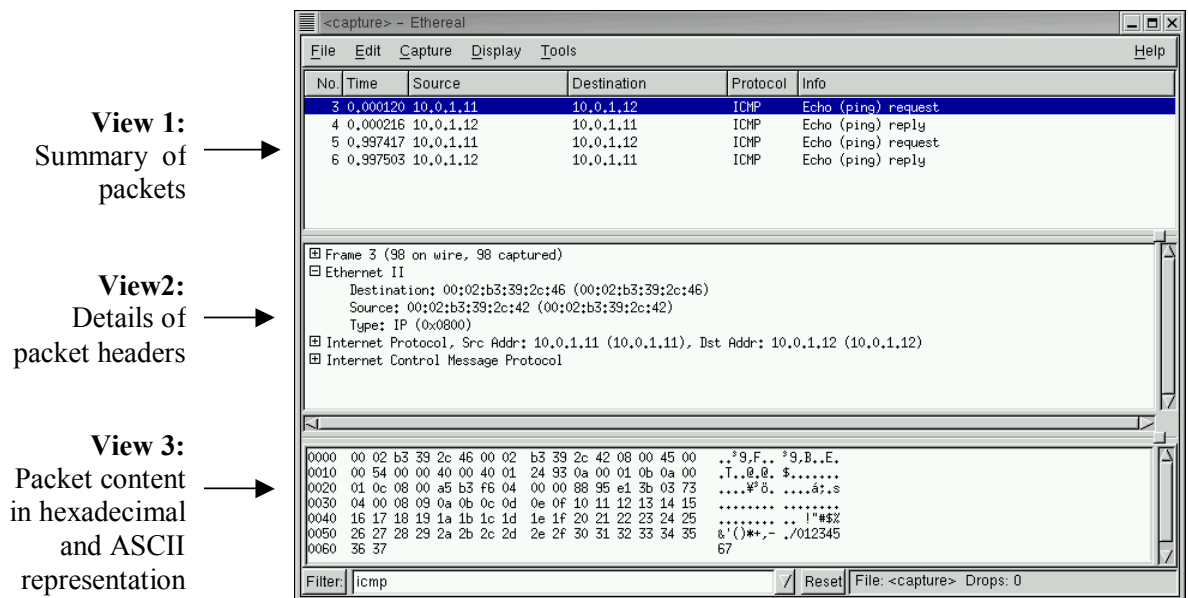 <capture> - Ethereal
File Edit Capture Display Tools Help
No. Time Source Destination Protocol Info
3 0.000120 10.0.1.11 10.0.1.12 ICMP Echo (ping) request
4 0.000216 10.0.1.12 10.0.1.11 ICMP Echo (ping) reply
5 0.997417 10.0.1.11 10.0.1.12 ICMP Echo (ping) request
6 0.997503 10.0.1.12 10.0.1.11 ICMP Echo (ping) reply
View 1:
Summary of
packets
Frame 3 (98 on wire, 98 captured)
Ethernet II
Destination: 00:02:b3:39:2c:46 (00:02:b3:39:2c:46)
Source: 00:02:b3:39:2c:42 (00:02:b3:39:2c:42)
Type: IP (0x0800)
Internet Protocol, Src Addr: 10.0.1.11 (10.0.1.11), Dst Addr: 10.0.1.12 (10.0.1.12)
Internet Control Message Protocol
View2:
Details of
packet headers
0000 00 02 b3 39 2c 46 00 02 b3 39 2c 42 08 00 45 00 ..³9,F.. ³9,B..E.
0010 00 54 00 00 40 00 40 01 24 93 0a 00 01 0b 0a 00 .T..@.@. $.......
0020 01 0c 08 00 a5 b3 f6 04 00 00 88 95 e1 3b 03 73 ....¥³ö. ....á;.s
0030 04 00 08 09 0a 0b 0c 0d 0e 0f 10 11 12 13 14 15 ........ ........
0040 16 17 18 19 1a 1b 1c 1d 1e 1f 20 21 22 23 24 25 ........ .. !"#$%
0050 26 27 28 29 2a 2b 2c 2d 2e 2f 30 31 32 33 34 35 &'()*+,- ./012345
0060 36 37 67
View 3:
Packet content
in hexadecimal
and ASCII
representation
Filter: icmp Reset File: <capture> Drops: 0